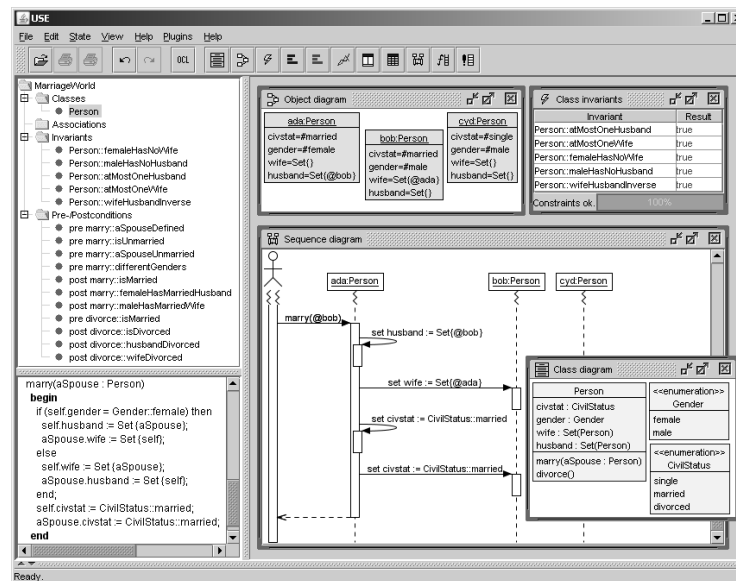 USE
File Edit State View Help Plugins Help
OCL
MarriageWorld
Classes
Person
Associations
Invariants
Person::femaleHasNoWife
Person::maleHasNoHusband
Person::atMostOneHusband
Person::atMostOneWife
Person::wifeHusbandInverse
Pre-/Postconditions
pre marry::aSpouseDefined
pre marry::isUnmarried
pre marry::aSpouseUnmarried
pre marry::differentGenders
post marry::isMarried
post marry::femaleHasMarriedHusband
post marry::maleHasMarriedWife
pre divorce::isMarried
post divorce::isDivorced
post divorce::husbandDivorced
post divorce::wifeDivorced
marry(aSpouse : Person)
begin
if (self.gender = Gender::female) then
self.husband := Set {aSpouse};
aSpouse.wife := Set {self};
else
self.wife := Set {aSpouse};
aSpouse.husband := Set {self};
end;
self.civstat := CivilStatus::married;
aSpouse.civstat := CivilStatus::married;
end
Object diagram
ada:Person
civstat=#married
gender=#female
wife=Set{}
husband=Set{@bob}
bob:Person
civstat=#married
gender=#male
wife=Set{@ada}
husband=Set{}
cyd:Person
civstat=#single
gender=#male
wife=Set{}
husband=Set{}
Class invariants
Invariant Result
Person::atMostOneHusband true
Person::atMostOneWife true
Person::femaleHasNoWife true
Person::maleHasNoHusband true
Person::wifeHusbandInverse true
Constraints ok. 100%
Sequence diagram
ada:Person bob:Person cyd:Person
marry(@bob)
set husband := Set{@bob}
set wife := Set{@ada}
set civstat := CivilStatus::married
set civstat := CivilStatus::married
Class diagram
Person
civstat : CivilStatus
gender : Gender
wife : Set(Person)
husband : Set(Person)
marry(aSpouse : Person)
divorce()
<<enumeration>>
Gender
female
male
<<enumeration>>
CivilStatus
single
married
divorced
Ready.